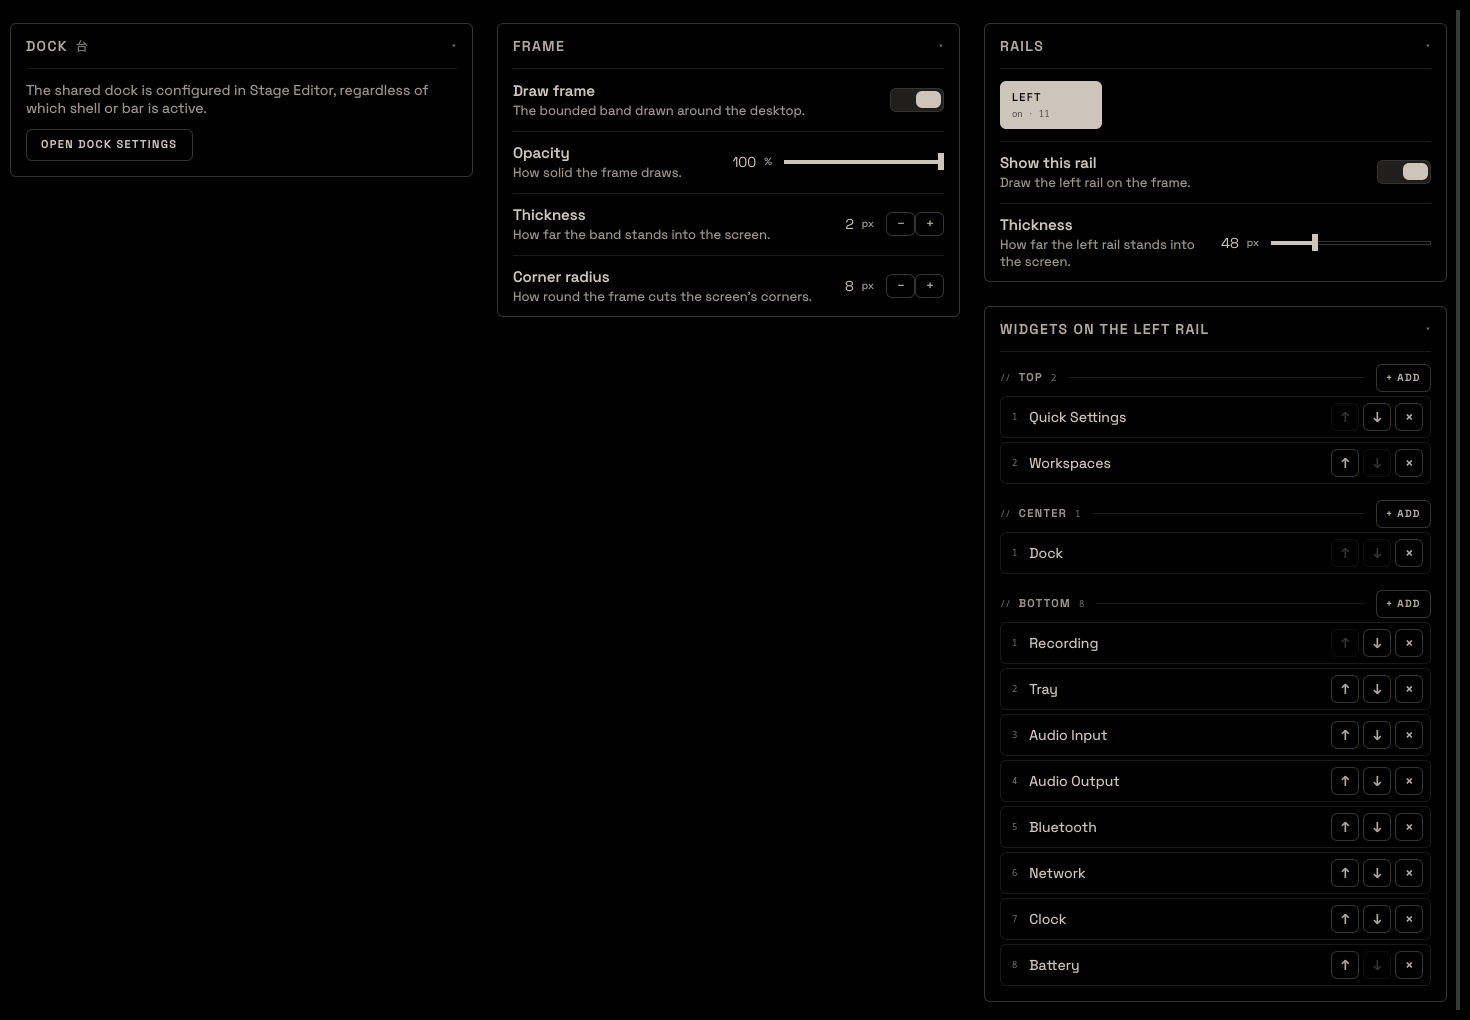 DOCK 台
The shared dock is configured in Stage Editor, regardless of
which shell or bar is active.
OPEN DOCK SETTINGS
FRAME
Draw frame
The bounded band drawn around the desktop.
Opacity
How solid the frame draws.
100 %
Thickness
How far the band stands into the screen.
2 px − +
Corner radius
How round the frame cuts the screen's corners.
8 px − +
RAILS
LEFT
on · 11
Show this rail
Draw the left rail on the frame.
Thickness
How far the left rail stands into
the screen.
48 px
WIDGETS ON THE LEFT RAIL
// TOP 2 + ADD
1 Quick Settings ↑ ↓ ×
2 Workspaces ↑ ↓ ×
// CENTER 1 + ADD
1 Dock ↑ ↓ ×
// BOTTOM 8 + ADD
1 Recording ↑ ↓ ×
2 Tray ↑ ↓ ×
3 Audio Input ↑ ↓ ×
4 Audio Output ↑ ↓ ×
5 Bluetooth ↑ ↓ ×
6 Network ↑ ↓ ×
7 Clock ↑ ↓ ×
8 Battery ↑ ↓ ×